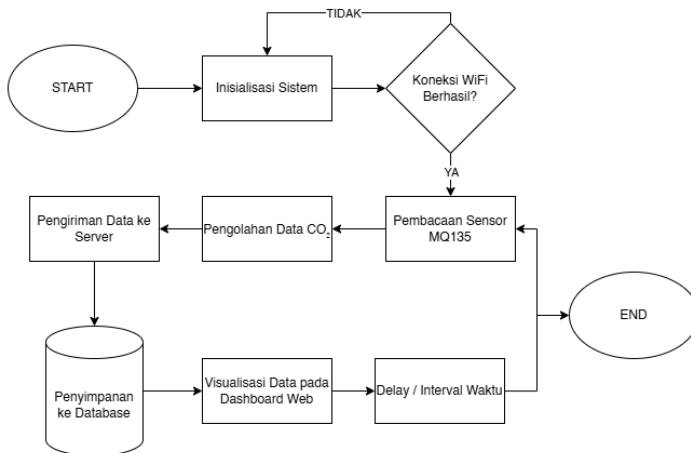 TIDAK
START
Inisialisasi Sistem
Koneksi WiFi
Berhasil?
YA
Pembacaan Sensor
MQ135
Pengolahan Data CO₂
Pengiriman Data ke
Server
Penyimpanan
ke Database
Visualisasi Data pada
Dashboard Web
Delay / Interval Waktu
END